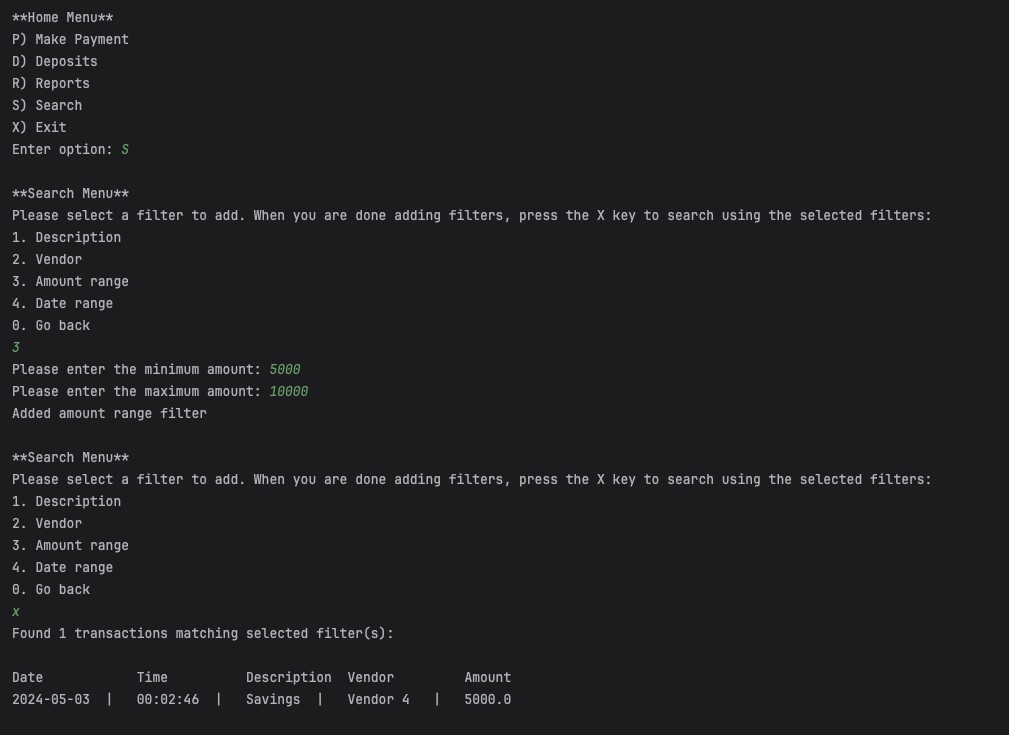 **Home Menu**
P) Make Payment
D) Deposits
R) Reports
S) Search
X) Exit
Enter option: S
**Search Menu**
Please select a filter to add. When you are done adding filters, press the X key to search using the selected filters:
1. Description
2. Vendor
3. Amount range
4. Date range
0. Go back
3
Please enter the minimum amount: 5000
Please enter the maximum amount: 10000
Added amount range filter
**Search Menu**
Please select a filter to add. When you are done adding filters, press the X key to search using the selected filters:
1. Description
2. Vendor
3. Amount range
4. Date range
0. Go back
x
Found 1 transactions matching selected filter(s):
Date            Time          Description  Vendor         Amount
2024-05-03  |   00:02:46  |   Savings  |   Vendor 4   |   5000.0